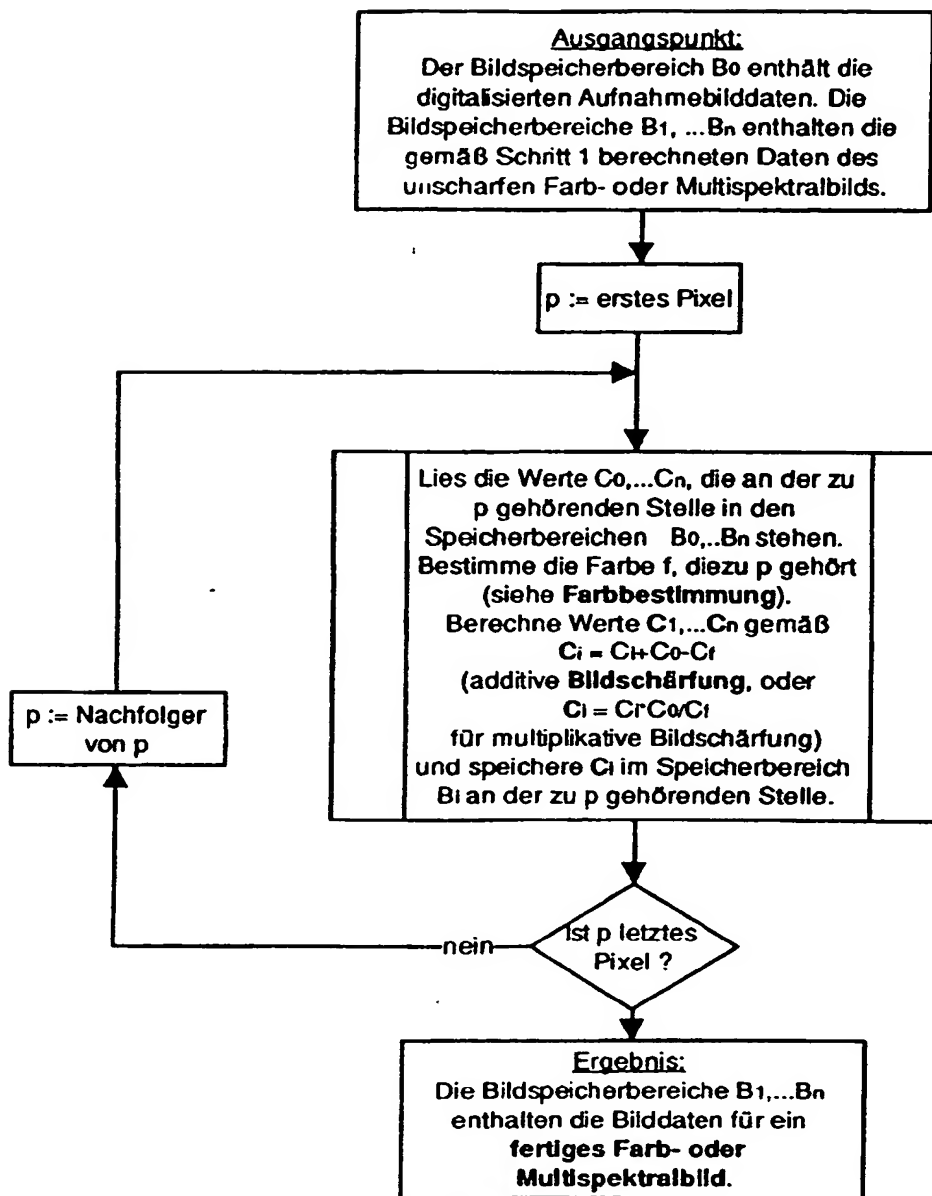 Ausgangspunkt:
Der Bildspeicherbereich B0 enthält die
digitalisierten Aufnahmebilddaten. Die
Bildspeicherbereiche B1, ...Bn enthalten die
gemäß Schritt 1 berechneten Daten des
unscharfen Farb- oder Multispektralbilds.
p := erstes Pixel
Lies die Werte C0,...Cn, die an der zu
p gehörenden Stelle in den
Speicherbereichen B0,..Bn stehen.
Bestimme die Farbe f, diezu p gehört
(siehe Farbbestimmung).
Berechne Werte C1,...Cn gemäß
Ci = Ci+C0-Cf
(additive Bildschärfung, oder
Ci = Ci*C0/Cf
für multiplikative Bildschärfung)
und speichere Ci im Speicherbereich
Bi an der zu p gehörenden Stelle.
p := Nachfolger
von p
Ist p letztes
Pixel ?
nein
Ergebnis:
Die Bildspeicherbereiche B1,...Bn
enthalten die Bilddaten für ein
fertiges Farb- oder
Multispektralbild.